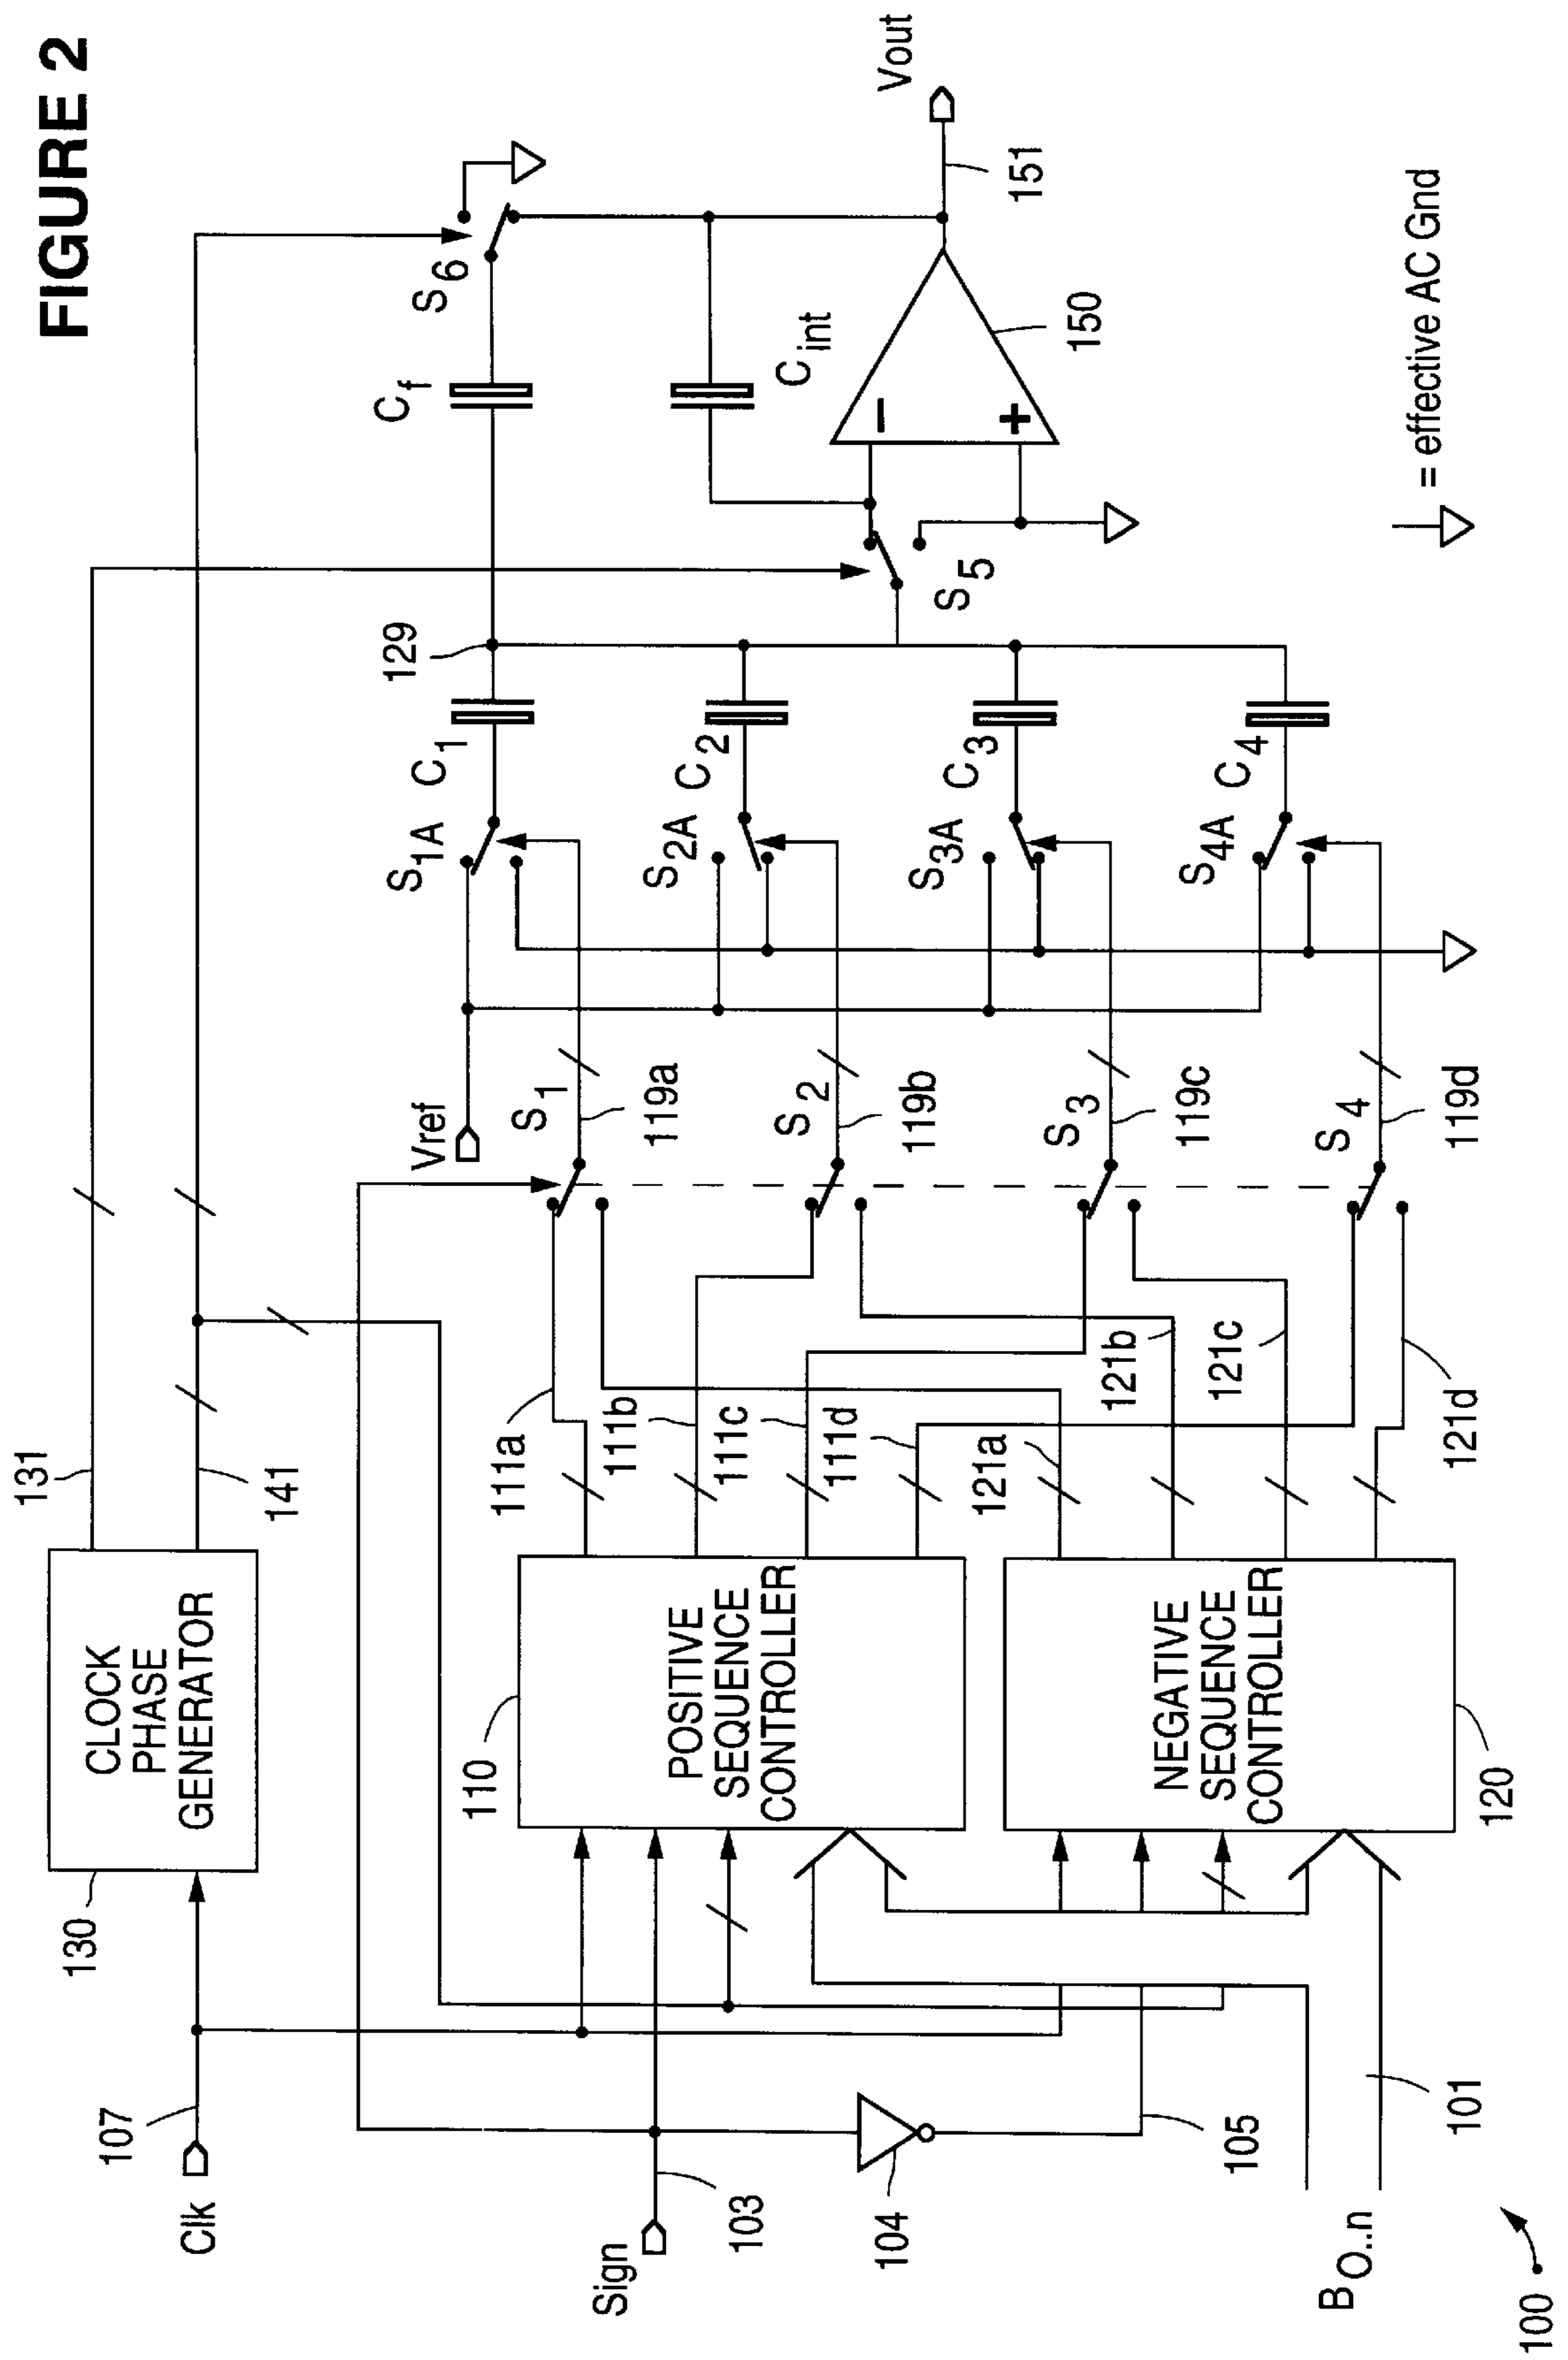 FIGURE 2
131
141
130
CLOCK
PHASE
GENERATOR
107
Clk
Sign
103
104
105
B0..n
101
100
110
POSITIVE
SEQUENCE
CONTROLLER
NEGATIVE
SEQUENCE
CONTROLLER
120
111a
111b
111c
111d
121a
121b
121c
121d
Vref
S1
119a
S2
119b
S3
119c
S4
119d
S1A
S2A
S3A
S4A
C1
C2
C3
C4
129
S5
Cf
S6
Cint
−
+
150
151
Vout
= effective AC Gnd